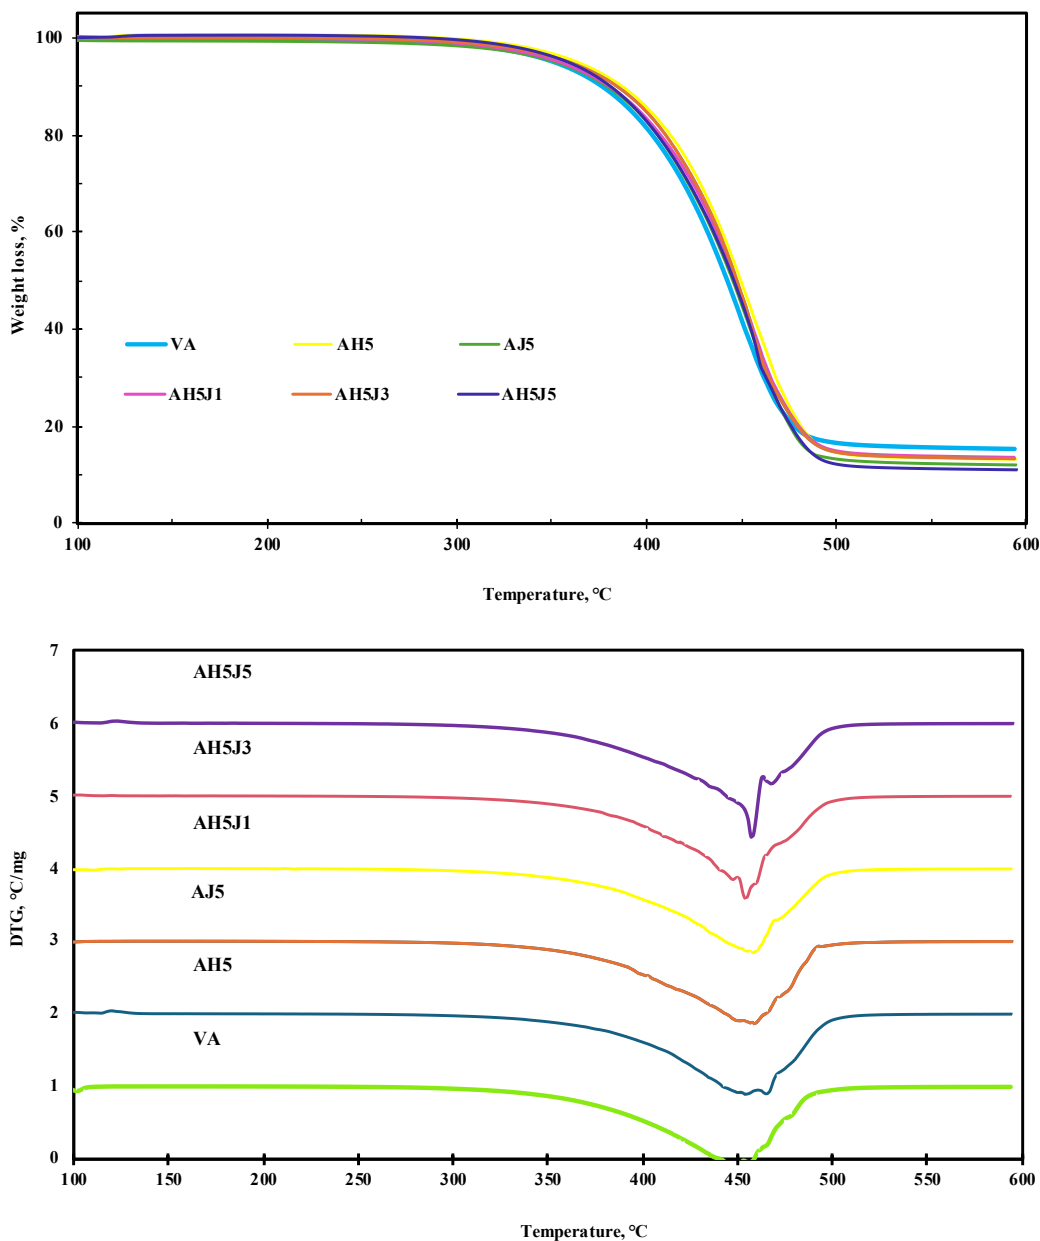 100
80
60
40
20
0
Weight loss, %
VA AH5 AJ5
AH5J1 AH5J3 AH5J5
100 200 300 400 500 600
Temperature, °C
7
6
5
4
3
2
1
0
DTG, °C/mg
AH5J5
AH5J3
AH5J1
AJ5
AH5
VA
100 150 200 250 300 350 400 450 500 550 600
Temperature, °C